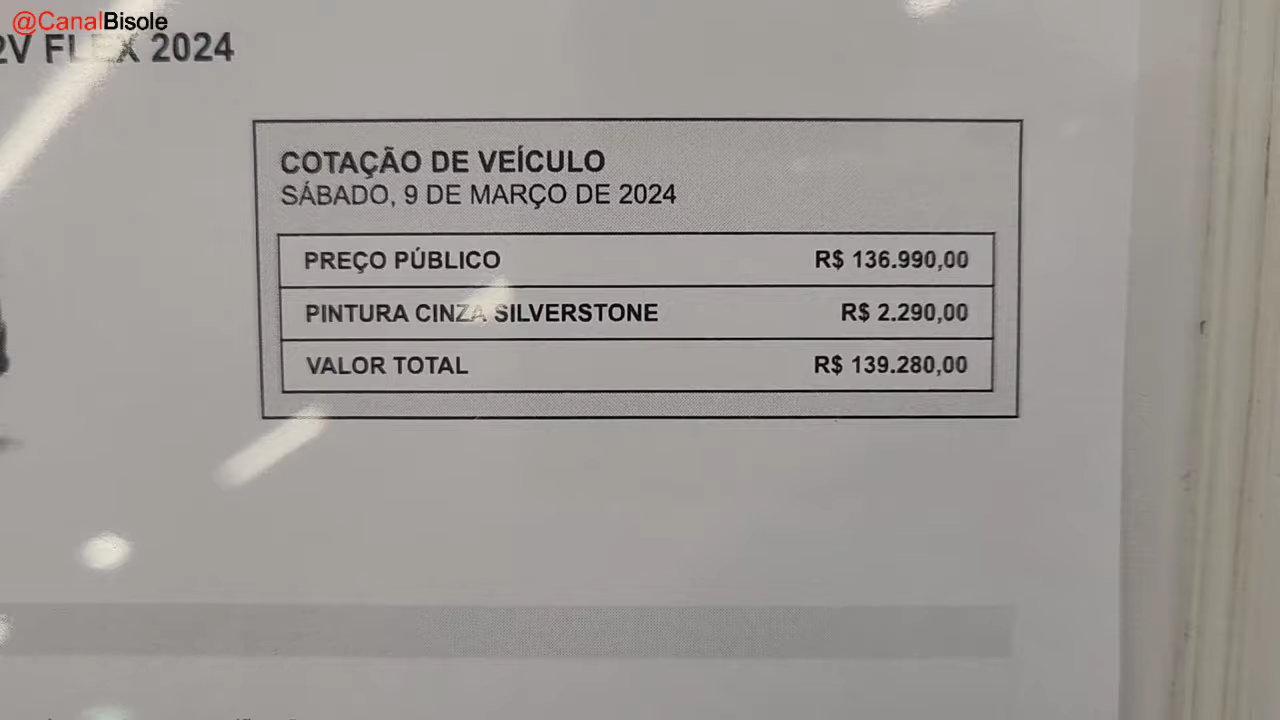 @CanalBisole
2V FLEX 2024
COTAÇÃO DE VEÍCULO
SÁBADO, 9 DE MARÇO DE 2024
PREÇO PÚBLICO R$ 136.990,00
PINTURA CINZA SILVERSTONE R$ 2.290,00
VALOR TOTAL R$ 139.280,00